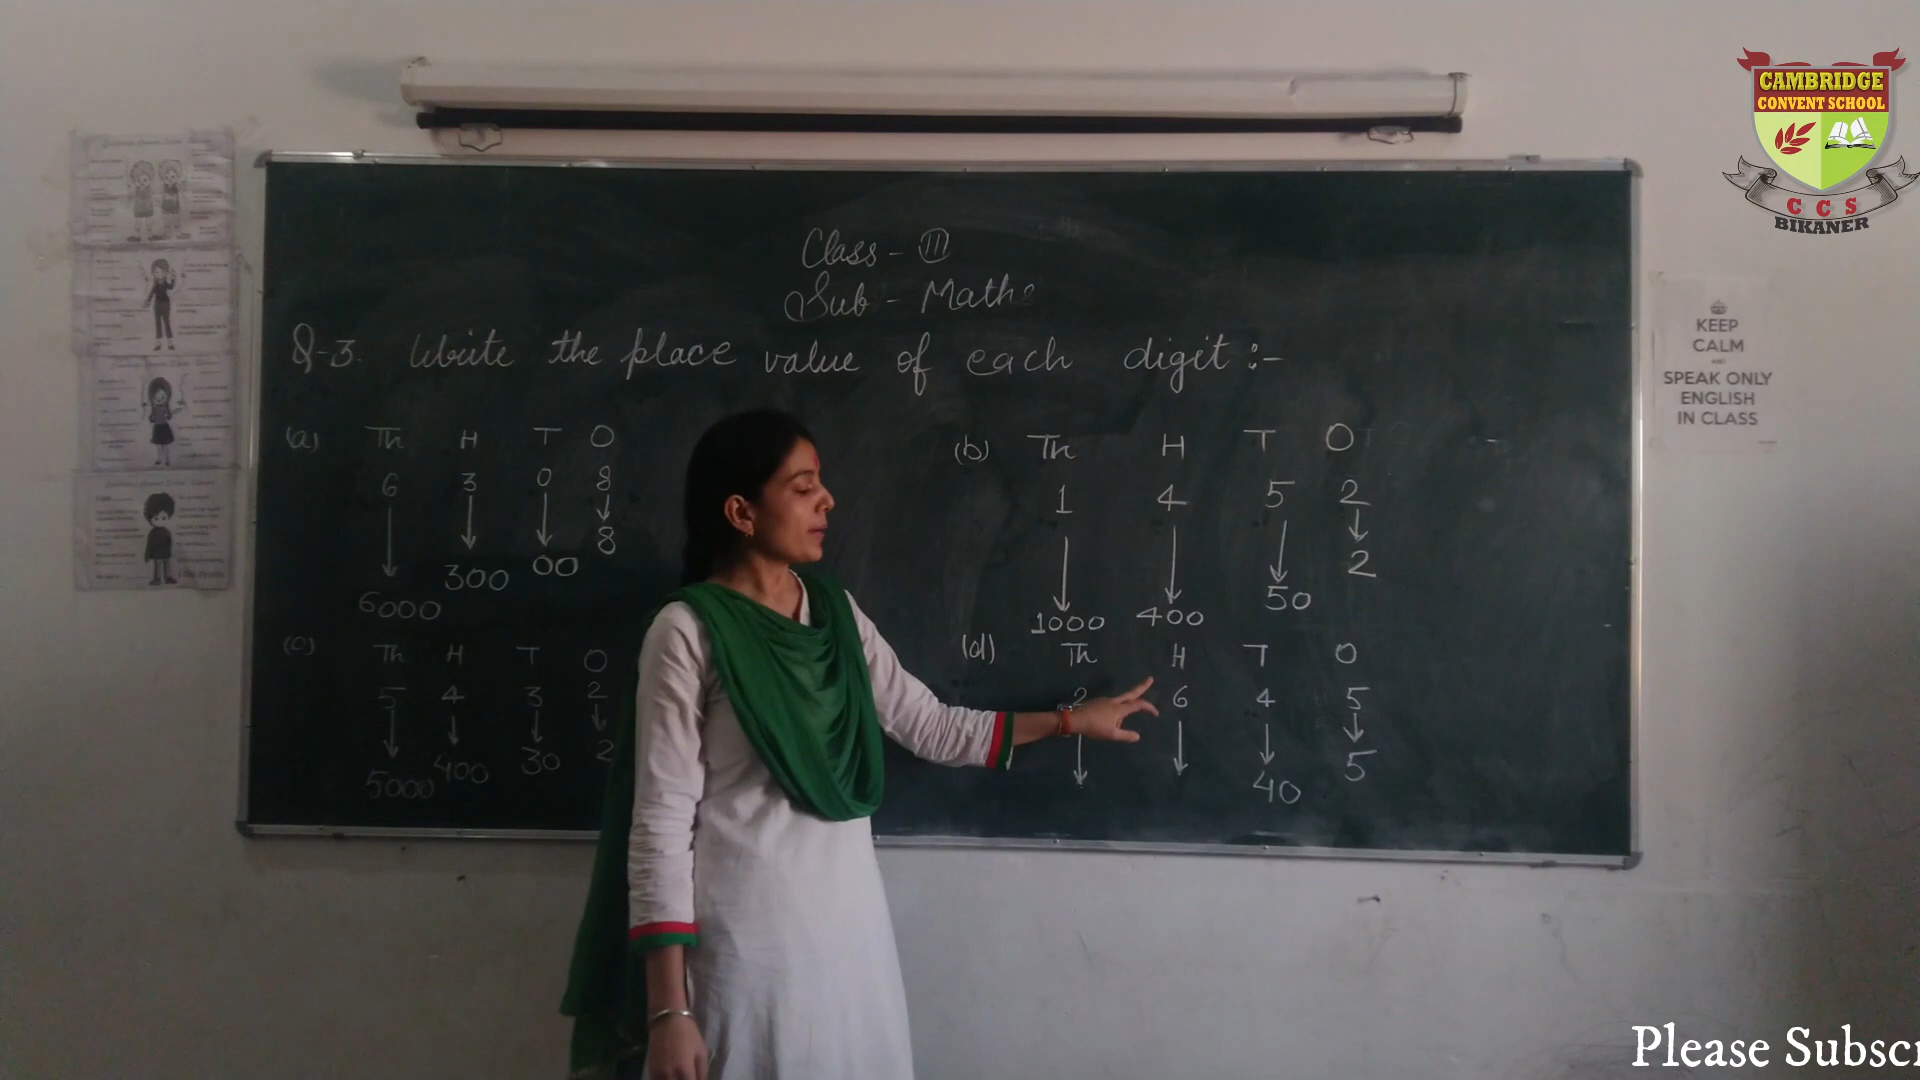 CAMBRIDGE
CONVENT SCHOOL
C C S
BIKANER
KEEP
CALM
AND
SPEAK ONLY
ENGLISH
IN CLASS
Class - III
Sub - Maths
Q-3. Write the place value of each digit :-
(a) Th H T O
6 3 0 8
8
00
300
6000
(b) Th H T O
1 4 5 2
2
50
1000 400
(c) Th H T O
5 4 3 2
5000 400 30 2
(d) Th H T O
2 6 4 5
5
40
Please Subscr